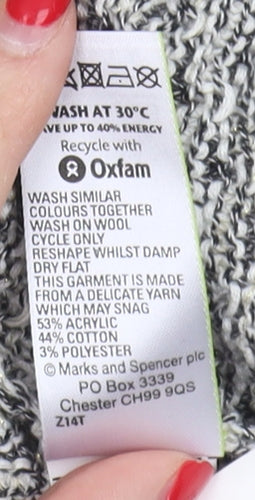 WASH AT 30°C
SAVE UP TO 40% ENERGY
Recycle with
Oxfam
WASH SIMILAR
COLOURS TOGETHER
WASH ON WOOL
CYCLE ONLY
RESHAPE WHILST DAMP
DRY FLAT
THIS GARMENT IS MADE
FROM A DELICATE YARN
WHICH MAY SNAG
53% ACRYLIC
44% COTTON
3% POLYESTER
© Marks and Spencer plc
PO Box 3339
Chester CH99 9QS
Z14T